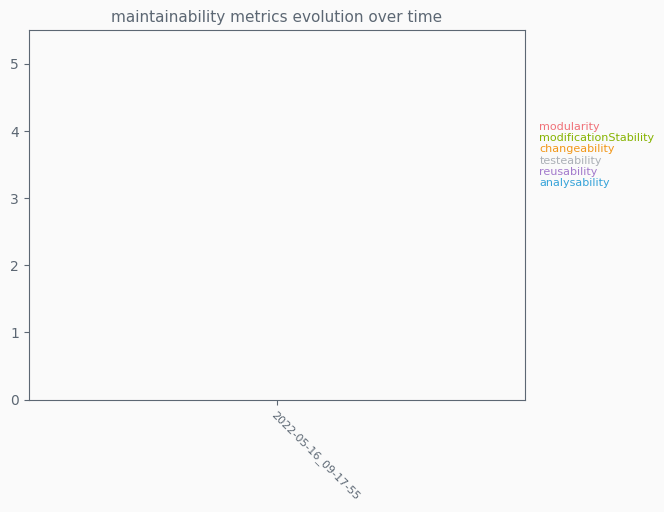 maintainability metrics evolution over time
5
4
3
2
1
0
modularity
modificationStability
changeability
testeability
reusability
analysability
2022-05-16_09-17-55